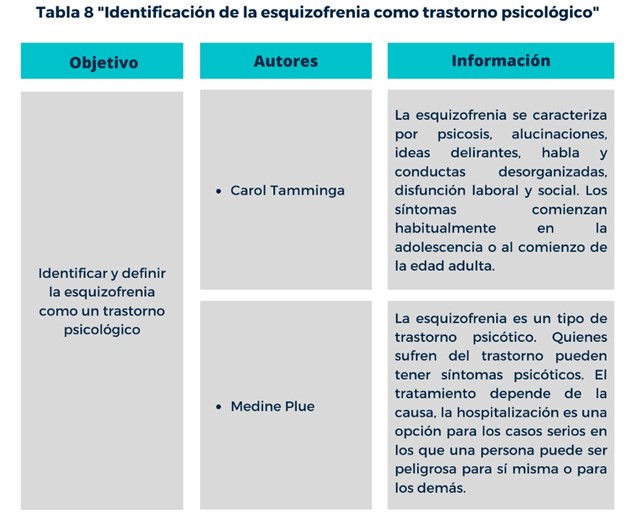 Tabla 8 "Identificación de la esquizofrenia como trastorno psicológico"
Objetivo
Autores
Información
Identificar y definir
la esquizofrenia
como un trastorno
psicológico
• Carol Tamminga
La esquizofrenia se caracteriza
por psicosis, alucinaciones,
ideas delirantes, habla y
conductas desorganizadas,
disfunción laboral y social. Los
síntomas comienzan
habitualmente en la
adolescencia o al comienzo de
la edad adulta.
• Medine Plue
La esquizofrenia es un tipo de
trastorno psicótico. Quienes
sufren del trastorno pueden
tener síntomas psicóticos. El
tratamiento depende de la
causa, la hospitalización es una
opción para los casos serios en
los que una persona puede ser
peligrosa para sí misma o para
los demás.